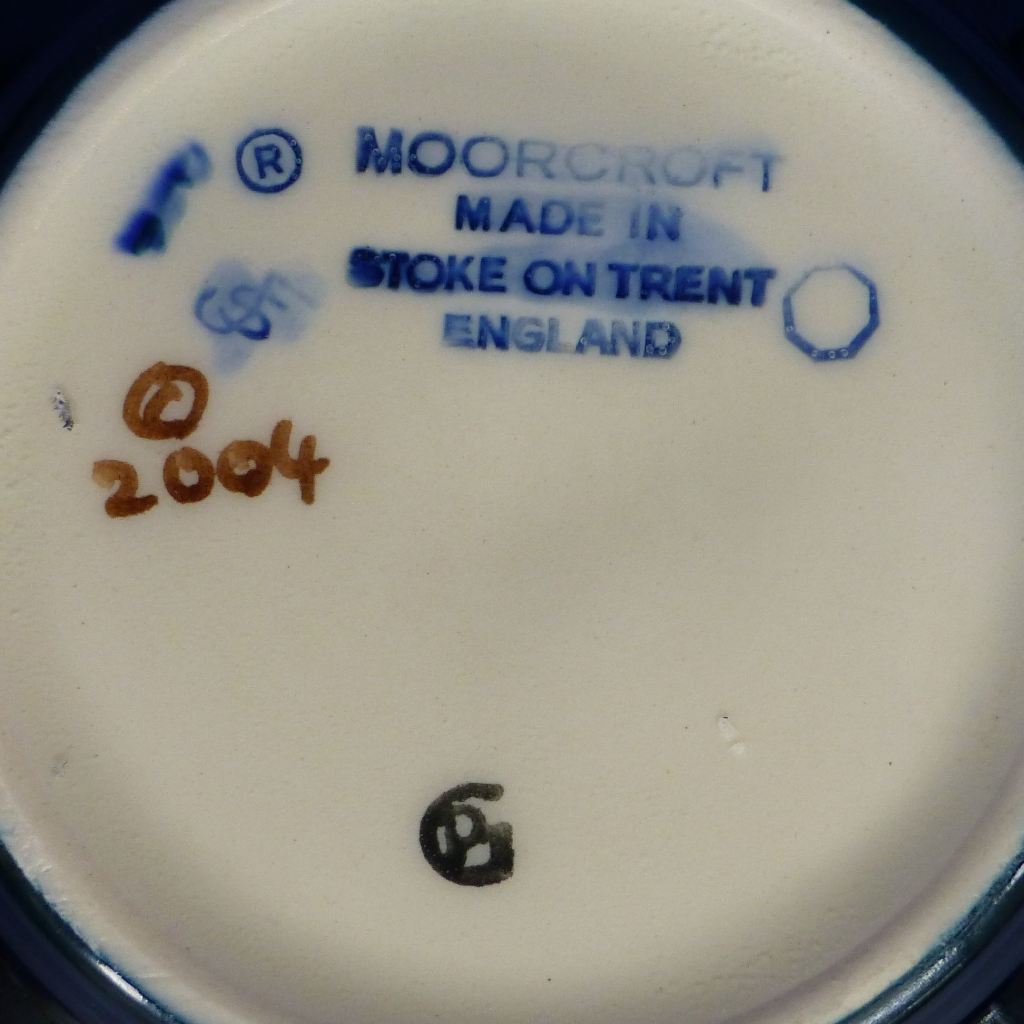 ® MOORCROFT
MADE IN
STOKE ON TRENT
ENGLAND
©
2004